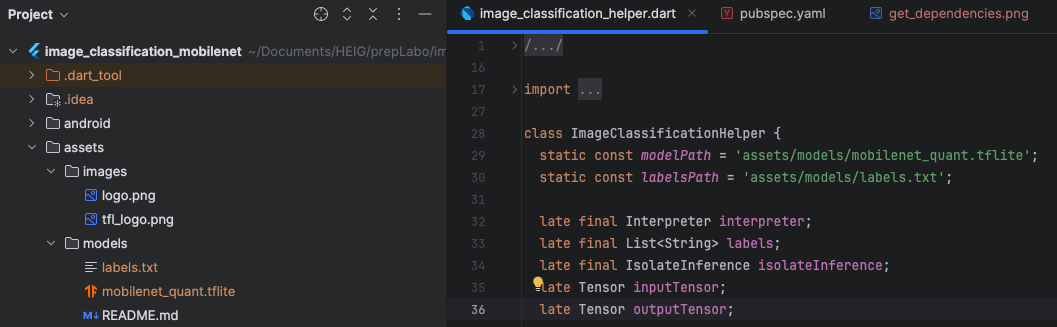 Project
image_classification_mobilenet ~/Documents/HEIG/prepLabo/im
.dart_tool
.idea
android
assets
images
logo.png
tfl_logo.png
models
labels.txt
mobilenet_quant.tflite
README.md
image_classification_helper.dart
pubspec.yaml
get_dependencies.png
1 /.../
16
17 import ...
27
28 class ImageClassificationHelper {
29 static const modelPath = 'assets/models/mobilenet_quant.tflite';
30 static const labelsPath = 'assets/models/labels.txt';
31
32 late final Interpreter interpreter;
33 late final List<String> labels;
34 late final IsolateInference isolateInference;
35 late Tensor inputTensor;
36 late Tensor outputTensor;